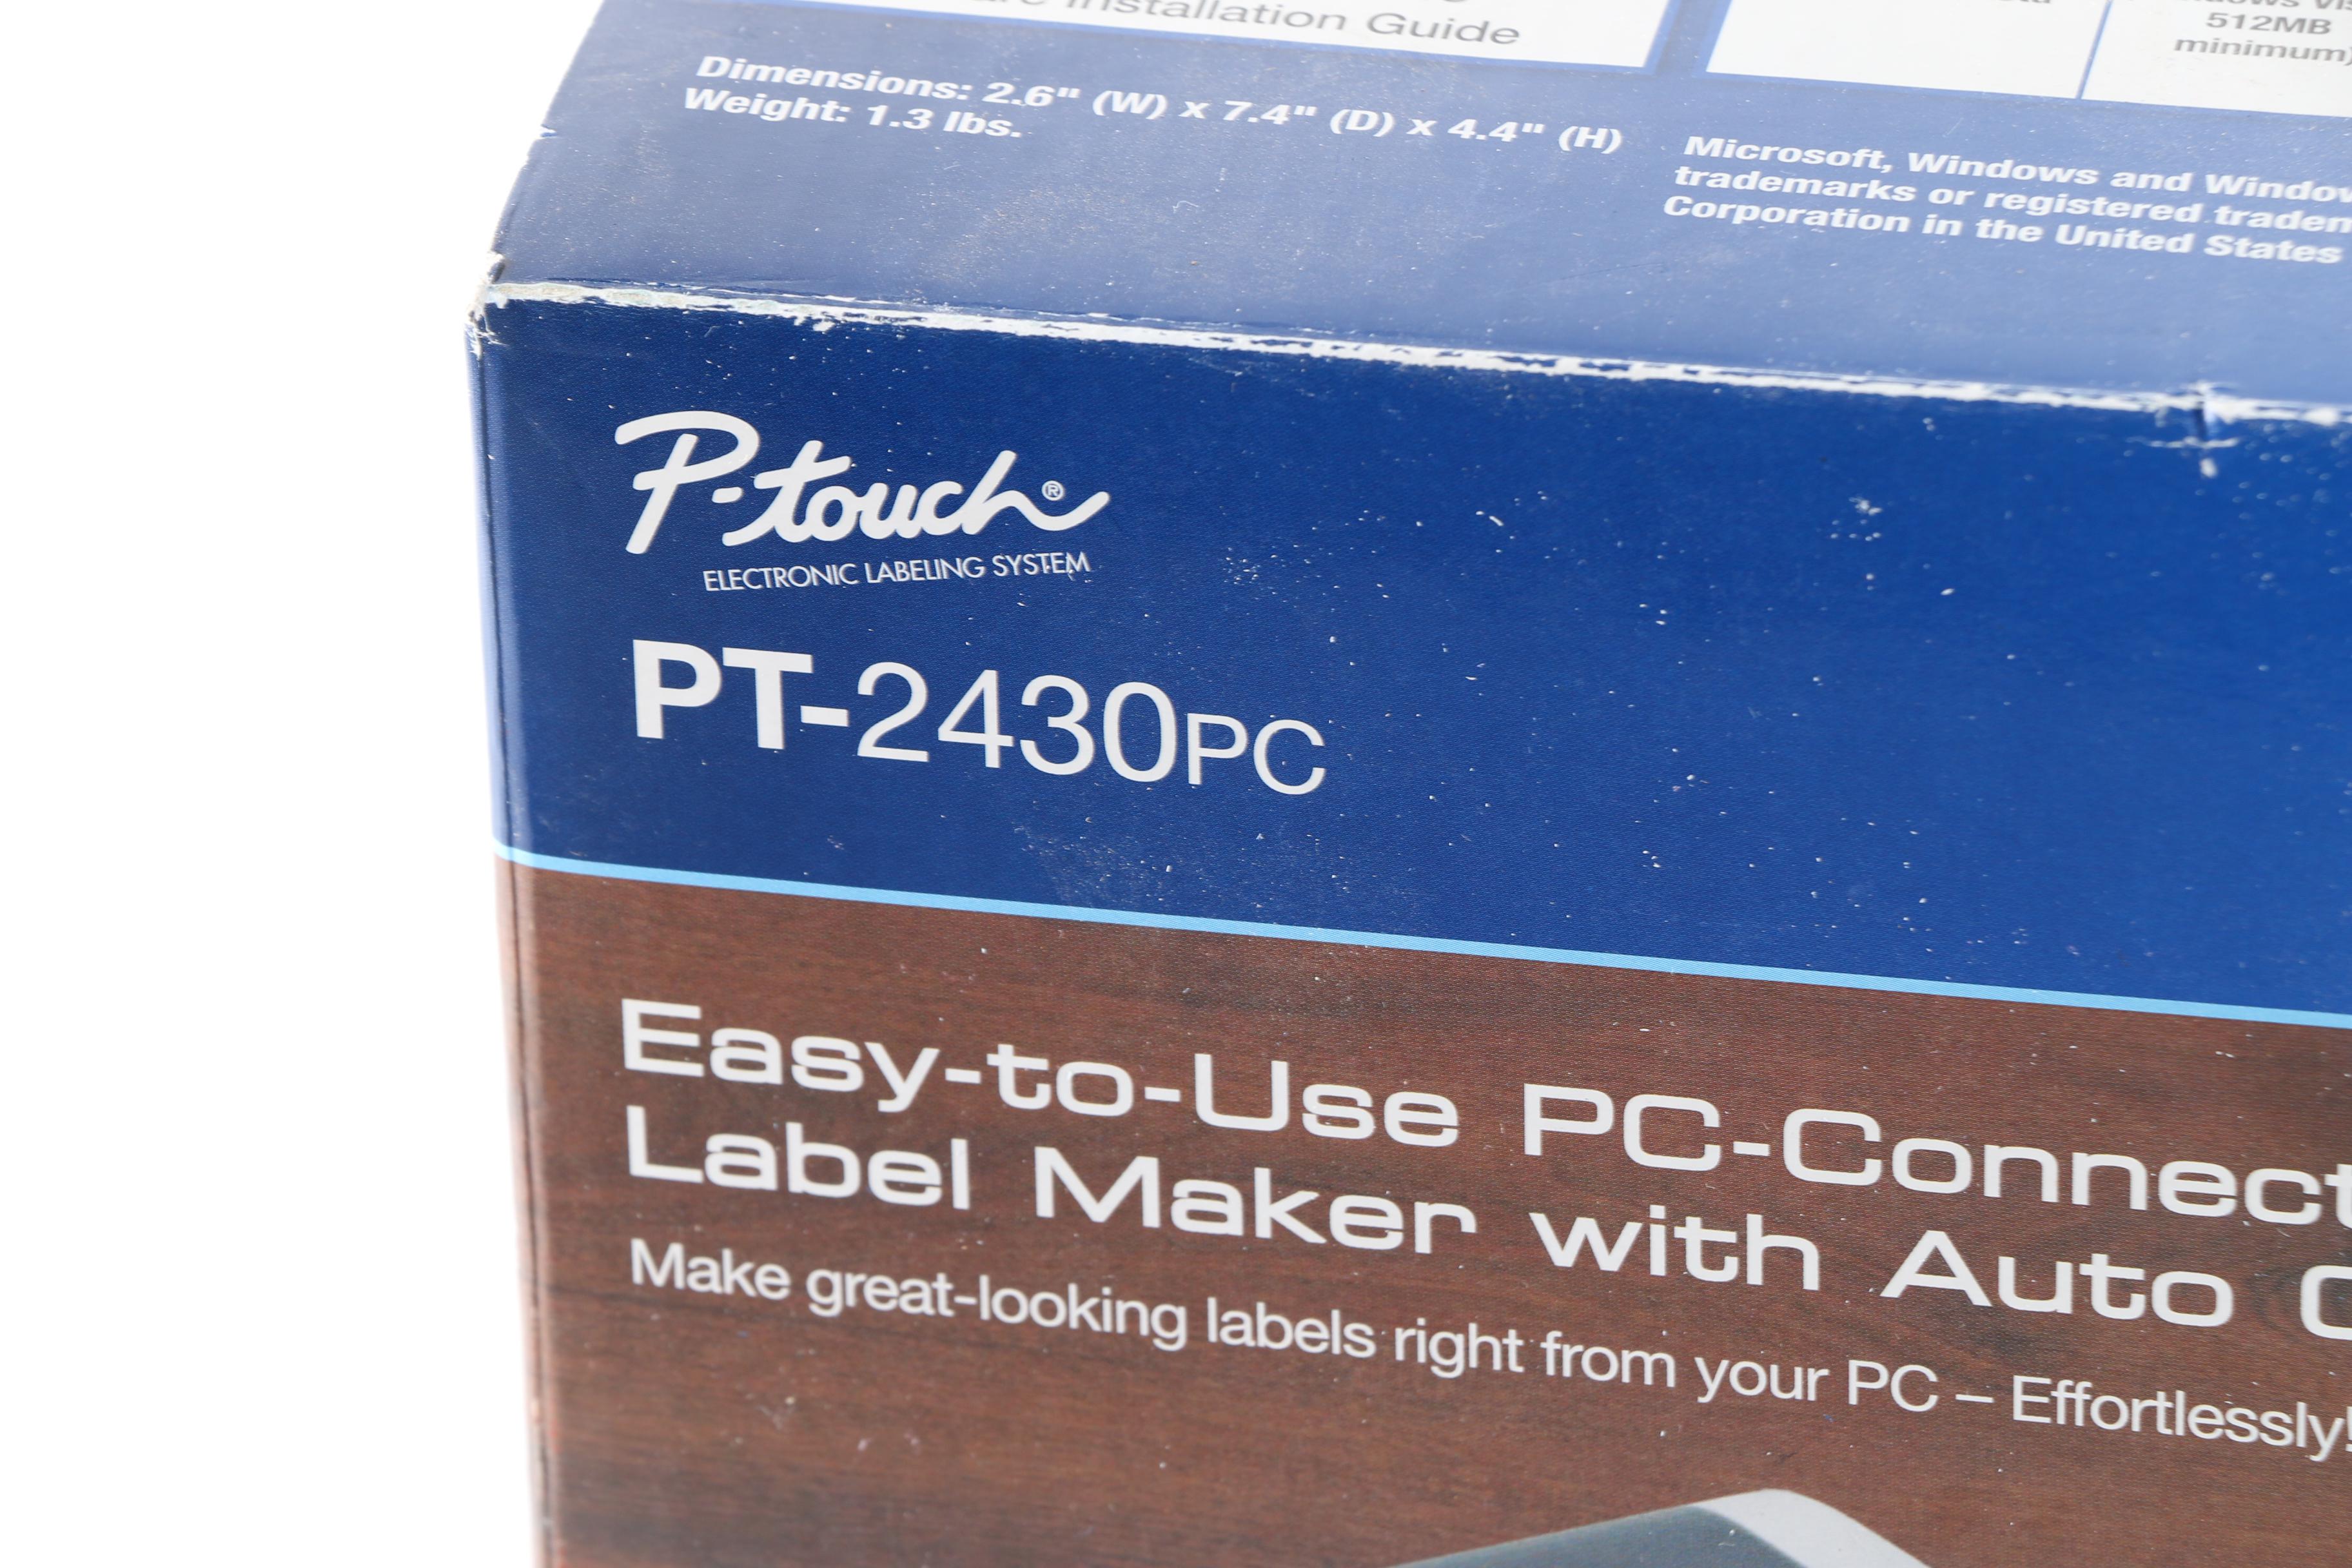 Installation Guide
512MB
minimum)
Dimensions: 2.6" (W) x 7.4" (D) x 4.4" (H)
Weight: 1.3 lbs.
Microsoft, Windows and
trademarks or registered
Corporation in the United States
P-touch®
ELECTRONIC LABELING SYSTEM
PT-2430PC
Easy-to-Use PC-Connect
Label Maker with Auto
Make great-looking labels right from your PC – Effortlessly!